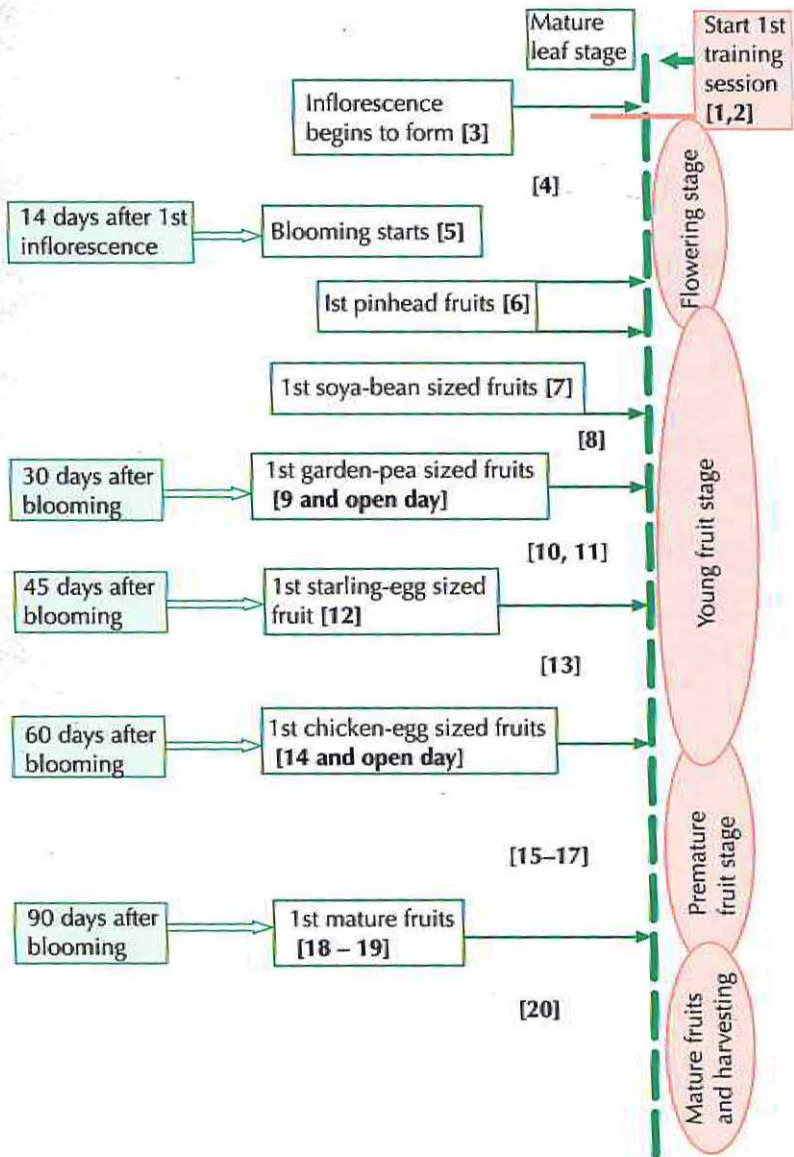 Mature
leaf stage
Start 1st
training
session
[1,2]
Inflorescence
begins to form [3]
[4]
Flowering stage
14 days after 1st
inflorescence
Blooming starts [5]
1st pinhead fruits [6]
1st soya-bean sized fruits [7]
[8]
30 days after
blooming
1st garden-pea sized fruits
[9 and open day]
Young fruit stage
[10, 11]
45 days after
blooming
1st starling-egg sized
fruit [12]
[13]
60 days after
blooming
1st chicken-egg sized fruits
[14 and open day]
[15–17]
Premature
fruit stage
90 days after
blooming
1st mature fruits
[18 – 19]
[20]
Mature fruits
and harvesting